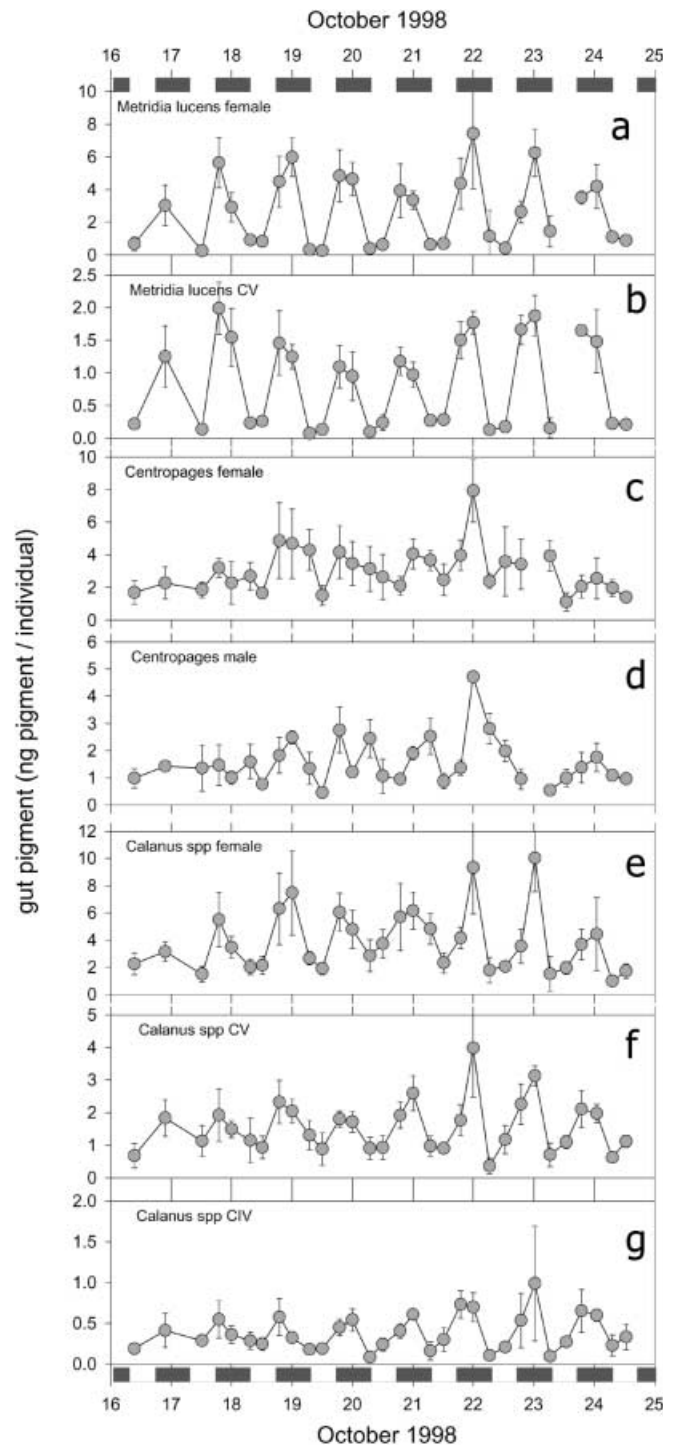 October 1998
16 17 18 19 20 21 22 23 24 25
10
Metridia lucens female
a
8
6
4
2
0
2.5
Metridia lucens CV
b
2.0
1.5
1.0
0.5
0.0
10
Centropages female
c
8
6
4
2
0
6
Centropages male
d
5
4
3
2
1
0
12
Calanus spp female
e
10
8
6
4
2
0
5
Calanus spp CV
f
4
3
2
1
0
2.0
Calanus spp CIV
g
1.5
1.0
0.5
0.0
gut pigment (ng pigment / individual)
16 17 18 19 20 21 22 23 24 25
October 1998